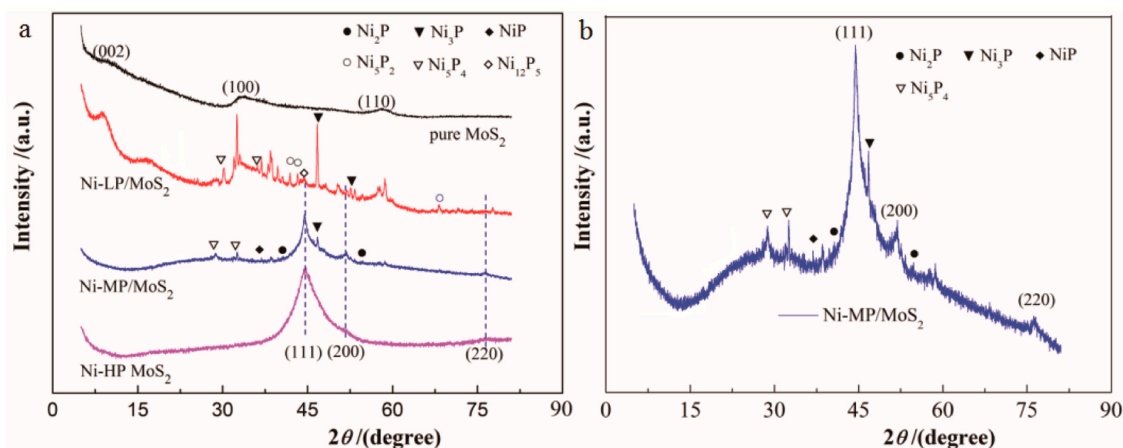 a
● Ni₂P ▼ Ni₃P ◆ NiP
○ Ni₅P₂ ▽ Ni₅P₄ ◇ Ni₁₂P₅
(002)
(100)
(110)
pure MoS₂
Ni-LP/MoS₂
Ni-MP/MoS₂
(111) (200) (220)
Ni-HP MoS₂
Intensity /(a.u.)
5 15 30 45 60 75 90
2θ /(degree)
b
(111)
● Ni₂P ▼ Ni₃P ◆ NiP
▽ Ni₅P₄
(200)
(220)
Ni-MP/MoS₂
Intensity /(a.u.)
0 15 30 45 60 75 90
2θ /(degree)